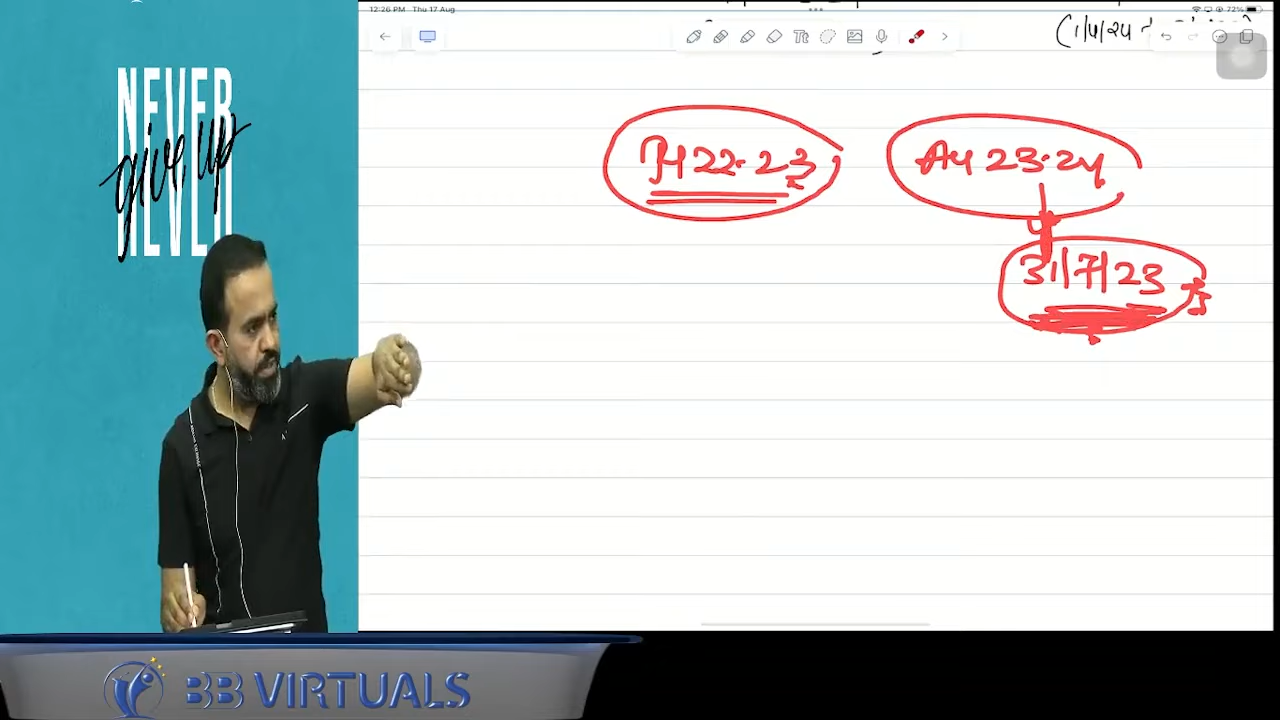 12:26 PM Thu 17 Aug
72%
(1/4/24
NEVER
give up
NEVER
PY 22-23
AY 23-24
31/7/23
BB VIRTUALS